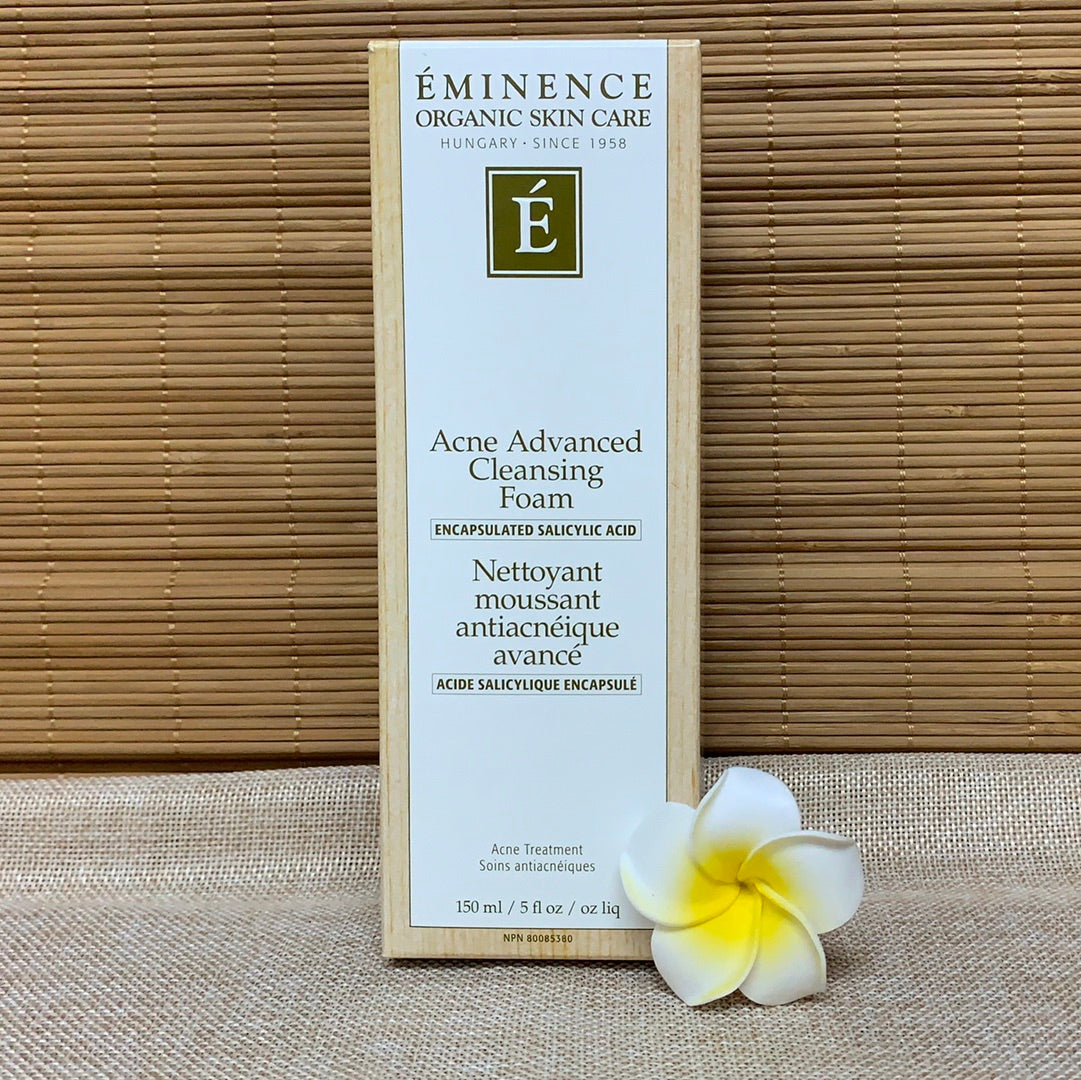 ÉMINENCE
ORGANIC SKIN CARE
HUNGARY · SINCE 1958
É
Acne Advanced
Cleansing
Foam
ENCAPSULATED SALICYLIC ACID
Nettoyant
moussant
antiacnéique
avancé
ACIDE SALICYLIQUE ENCAPSULÉ
Acne Treatment
Soins antiacnéiques
150 ml / 5 fl oz / oz liq
NPN 80085380